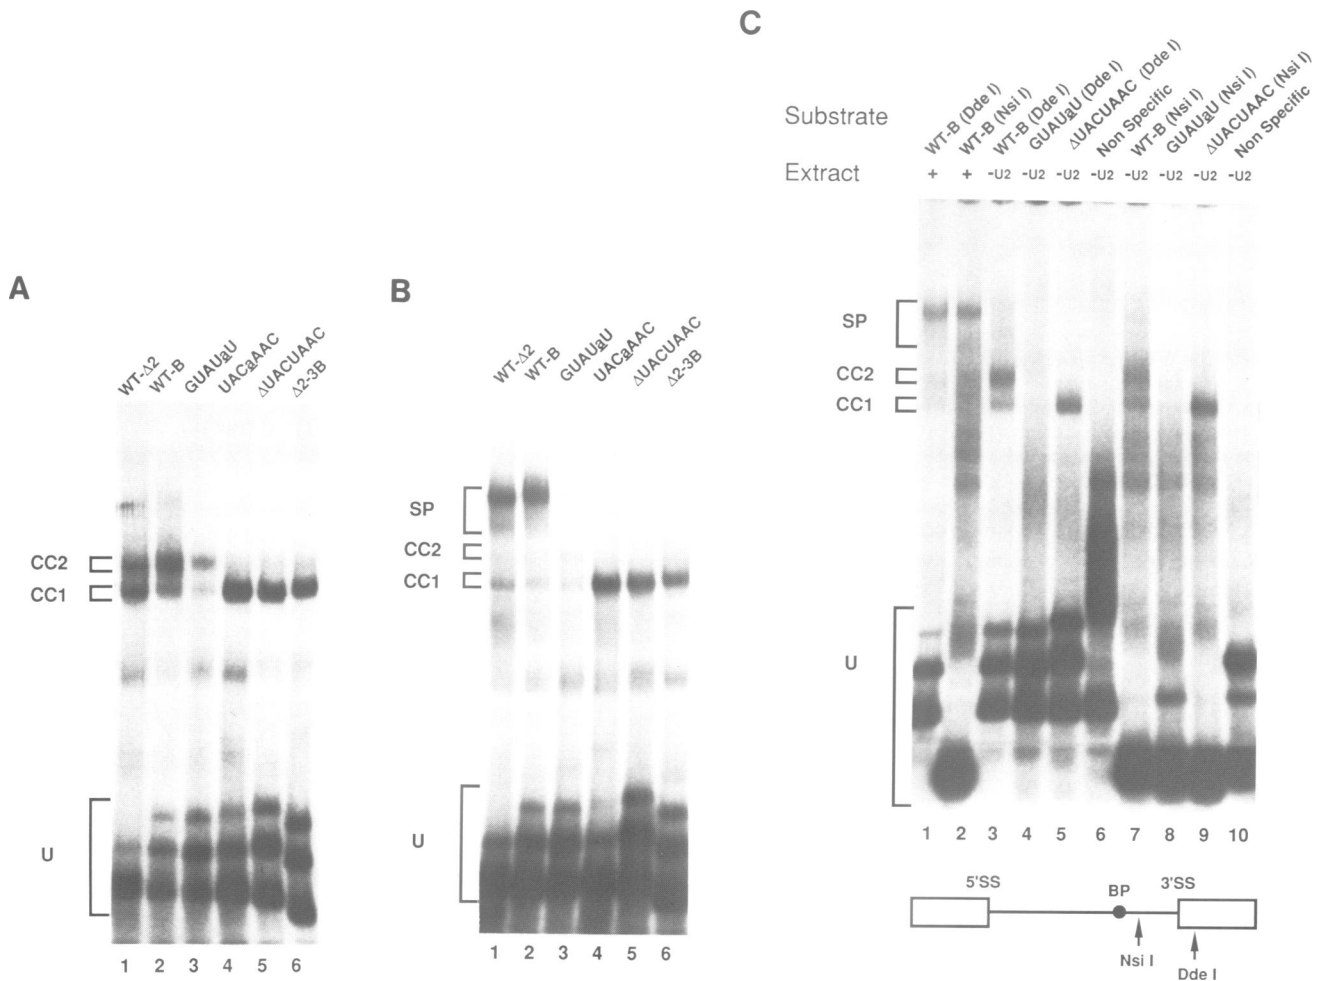 A
WT-Δ2
WT-B
GUAUaU
UACaAAC
ΔUACUAAC
Δ2-3B
CC2
CC1
U
1 2 3 4 5 6
B
WT-Δ2
WT-B
GUAUaU
UACaAAC
ΔUACUAAC
Δ2-3B
SP
CC2
CC1
U
1 2 3 4 5 6
C
Substrate
WT-B (Dde I)
WT-B (Nsi I)
WT-B (Dde I)
GUAUaU (Dde I)
ΔUACUAAC (Dde I)
Non Specific
WT-B (Nsi I)
GUAUaU (Nsi I)
ΔUACUAAC (Nsi I)
Non Specific
Extract + + -U2 -U2 -U2 -U2 -U2 -U2 -U2 -U2
SP
CC2
CC1
U
1 2 3 4 5 6 7 8 9 10
5'SS BP 3'SS
Nsi I
Dde I